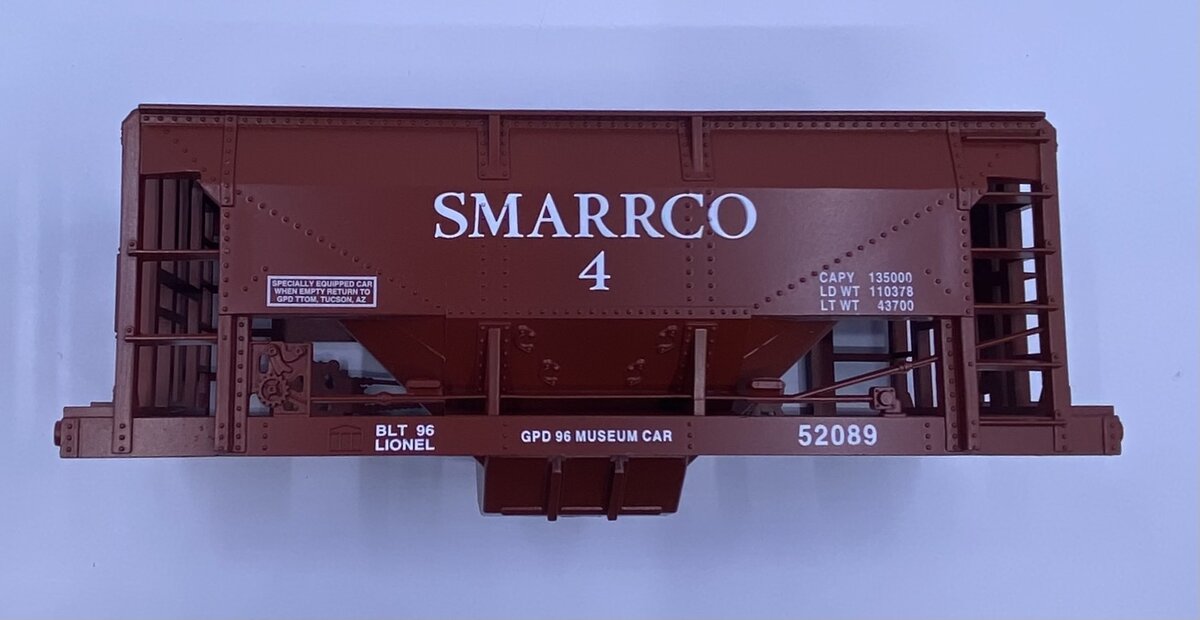 SMARRCO
4
SPECIALLY EQUIPPED CAR
WHEN EMPTY RETURN TO
GPD TTOM, TUCSON, AZ
CAPY 135000
LD WT 110378
LT WT 43700
BLT 96
LIONEL
GPD 96 MUSEUM CAR
52089